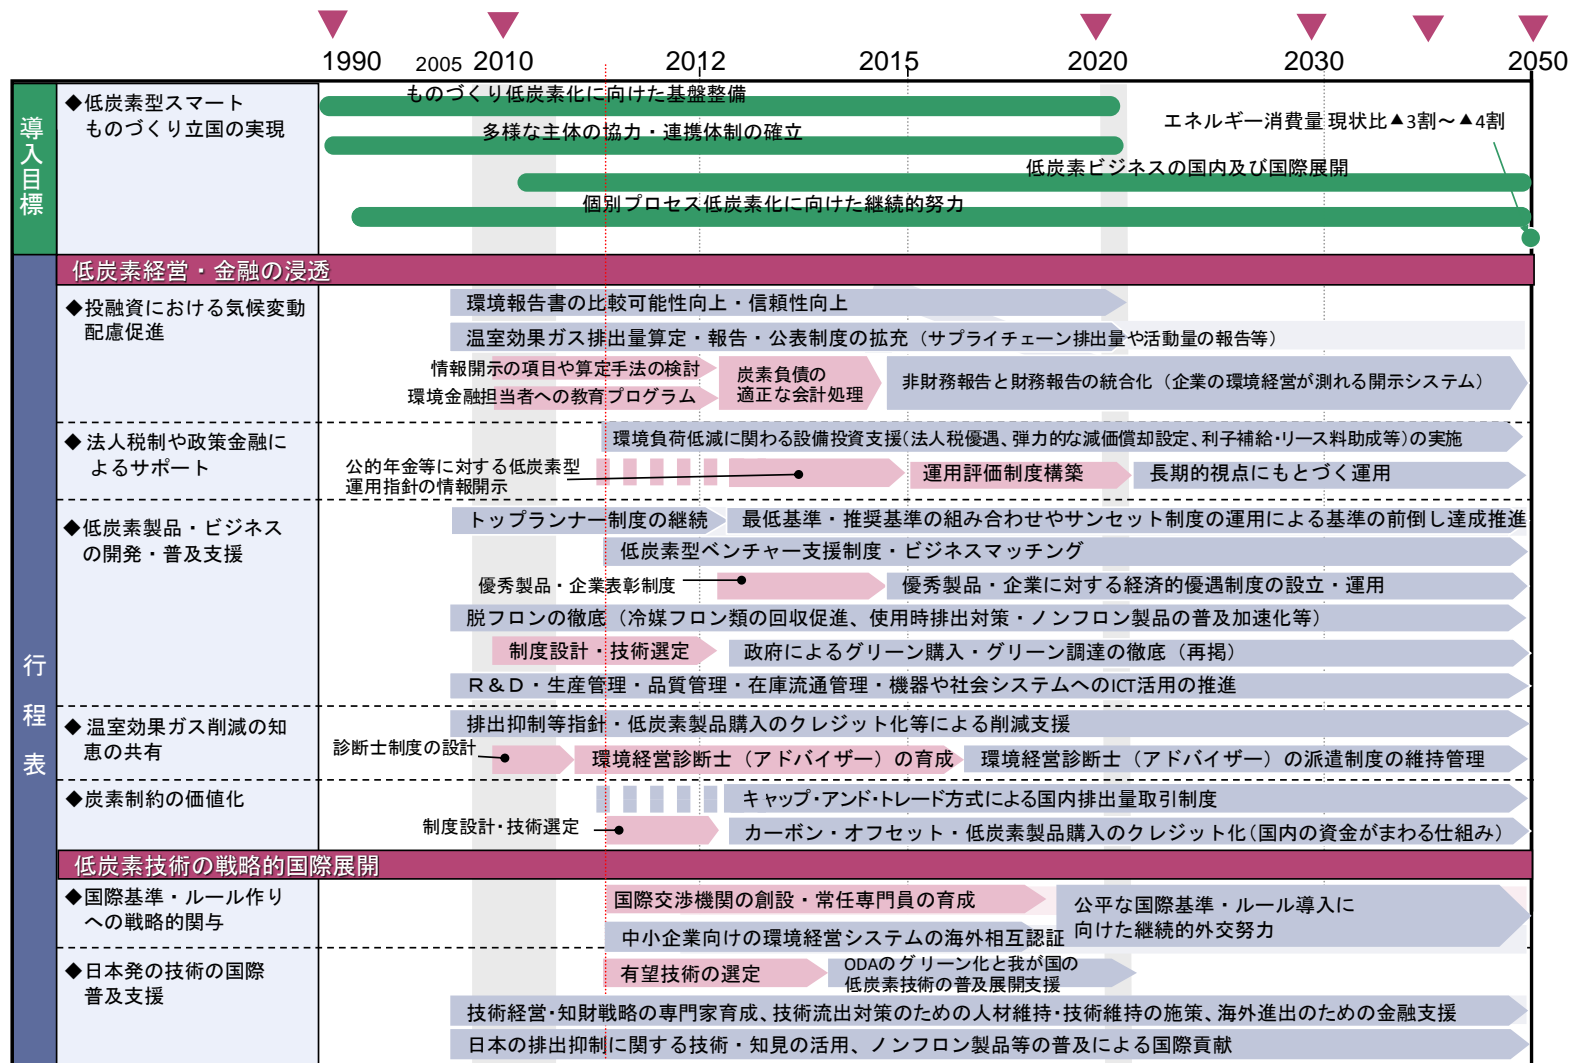 1990 2005 2010 2012 2015 2020 2030 2050
導入目標
◆低炭素型スマート
ものづくり立国の実現
ものづくり低炭素化に向けた基盤整備
多様な主体の協力・連携体制の確立
エネルギー消費量 現状比▲3割～▲4割
低炭素ビジネスの国内及び国際展開
個別プロセス低炭素化に向けた継続的努力
行程表
低炭素経営・金融の浸透
◆投融資における気候変動
配慮促進
環境報告書の比較可能性向上・信頼性向上
温室効果ガス排出量算定・報告・公表制度の拡充（サプライチェーン排出量や活動量の報告等）
情報開示の項目や算定手法の検討
環境金融担当者への教育プログラム
炭素負債の
適正な会計処理
非財務報告と財務報告の統合化（企業の環境経営が測れる開示システム）
◆法人税制や政策金融に
よるサポート
環境負荷低減に関わる設備投資支援（法人税優遇、弾力的な減価償却設定、利子補給・リース料助成等）の実施
公的年金等に対する低炭素型
運用指針の情報開示
運用評価制度構築
長期的視点にもとづく運用
◆低炭素製品・ビジネス
の開発・普及支援
トップランナー制度の継続
最低基準・推奨基準の組み合わせやサンセット制度の運用による基準の前倒し達成推進
低炭素型ベンチャー支援制度・ビジネスマッチング
優秀製品・企業表彰制度
優秀製品・企業に対する経済的優遇制度の設立・運用
脱フロンの徹底（冷媒フロン類の回収促進、使用時排出対策・ノンフロン製品の普及加速化等）
制度設計・技術選定
政府によるグリーン購入・グリーン調達の徹底（再掲）
Ｒ＆Ｄ・生産管理・品質管理・在庫流通管理・機器や社会システムへのICT活用の推進
◆温室効果ガス削減の知
恵の共有
排出抑制等指針・低炭素製品購入のクレジット化等による削減支援
診断士制度の設計
環境経営診断士（アドバイザー）の育成
環境経営診断士（アドバイザー）の派遣制度の維持管理
◆炭素制約の価値化
キャップ・アンド・トレード方式による国内排出量取引制度
制度設計・技術選定
カーボン・オフセット・低炭素製品購入のクレジット化（国内の資金がまわる仕組み）
低炭素技術の戦略的国際展開
◆国際基準・ルール作り
への戦略的関与
国際交渉機関の創設・常任専門員の育成
中小企業向けの環境経営システムの海外相互認証
公平な国際基準・ルール導入に
向けた継続的外交努力
◆日本発の技術の国際
普及支援
有望技術の選定
ODAのグリーン化と我が国の
低炭素技術の普及展開支援
技術経営・知財戦略の専門家育成、技術流出対策のための人材維持・技術維持の施策、海外進出のための金融支援
日本の排出抑制に関する技術・知見の活用、ノンフロン製品等の普及による国際貢献